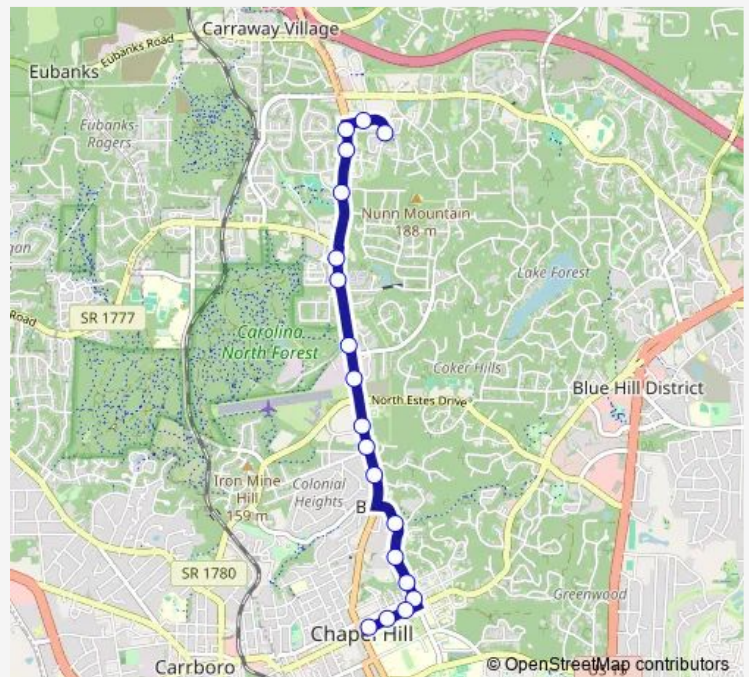 Carraway Village
Eubanks Road
Eubanks
Eubanks-
Rogers
Nunn Mountain
188 m
Lake Forest
Road
SR 1777
Carolina
North Forest
Coker Hills
Blue Hill District
North Estes Drive
Iron Mine
Hill
159 m
Colonial
Heights
B
SR 1780
Greenwood
Chapel Hill
Carrboro
© OpenStreetMap contributors